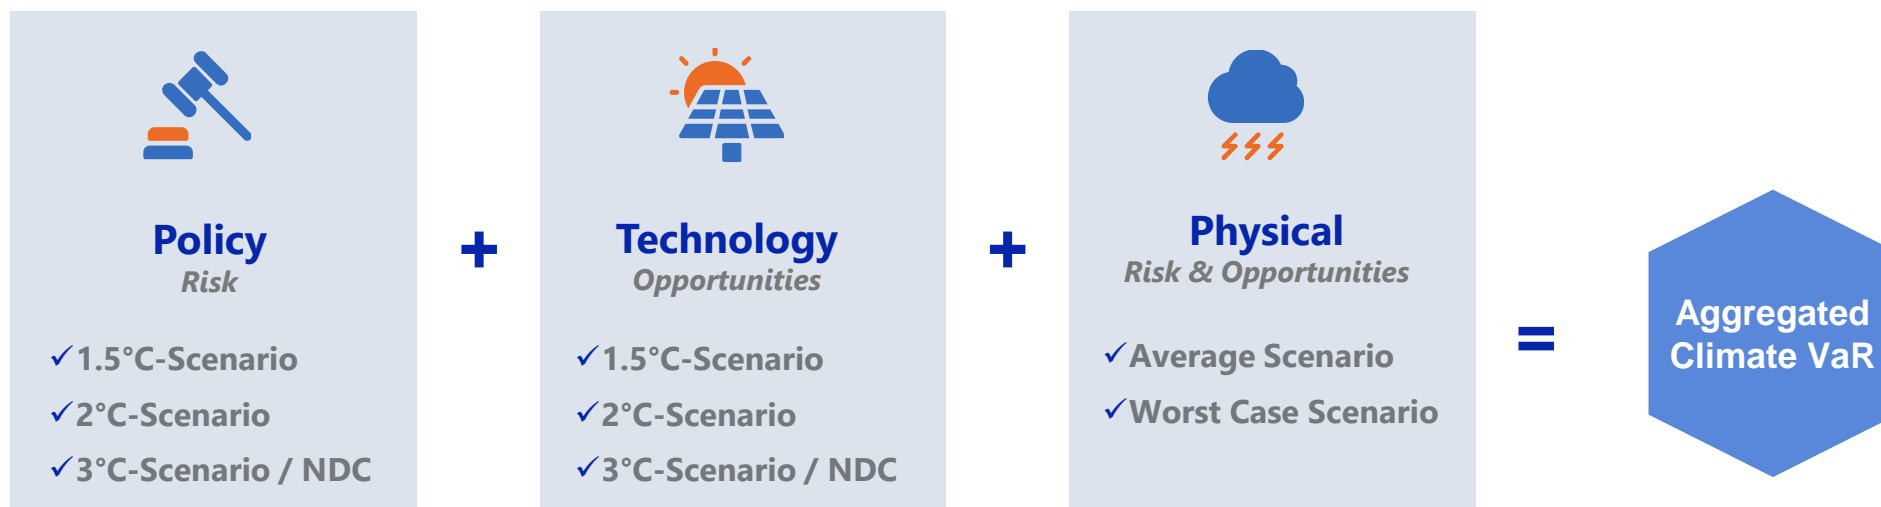 Policy
Risk
✓1.5°C-Scenario
✓2°C-Scenario
✓3°C-Scenario / NDC
+
Technology
Opportunities
✓1.5°C-Scenario
✓2°C-Scenario
✓3°C-Scenario / NDC
+
Physical
Risk & Opportunities
✓Average Scenario
✓Worst Case Scenario
=
Aggregated
Climate VaR